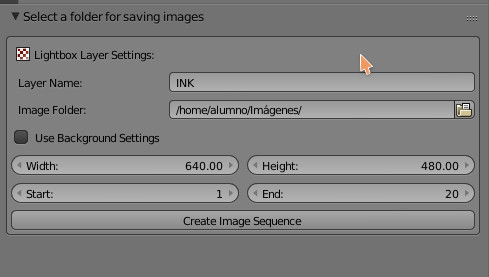 Select a folder for saving images
Lightbox Layer Settings:
Layer Name: INK
Image Folder: /home/alumno/Imágenes/
Use Background Settings
Width: 640.00 Height: 480.00
Start: 1 End: 20
Create Image Sequence